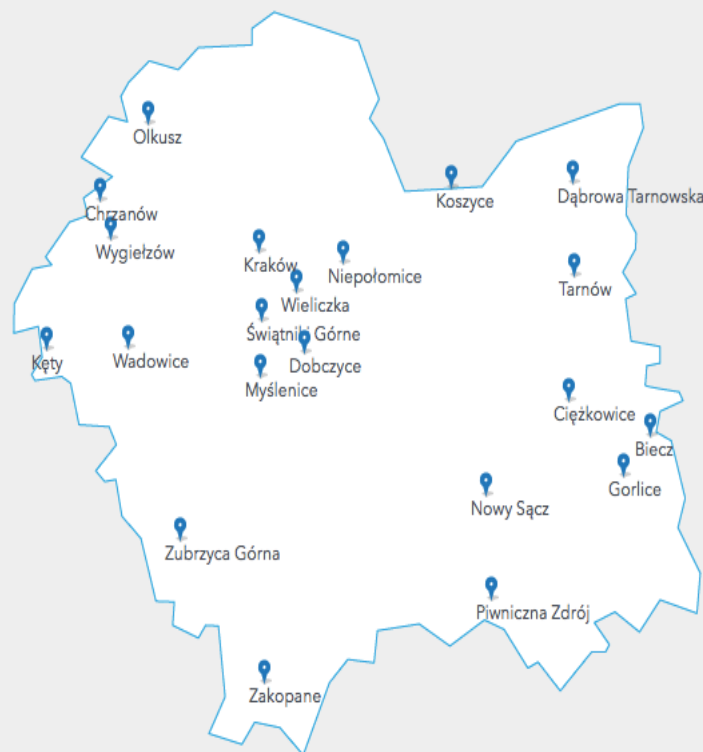 Olkusz
Koszyce
Dąbrowa Tarnowska
Chrzanów
Wygiełzów
Kraków
Niepołomice
Tarnów
Wieliczka
Świątniki Górne
Kęty
Wadowice
Dobczyce
Myślenice
Ciężkowice
Biecz
Gorlice
Nowy Sącz
Zubrzyca Górna
Piwniczna Zdrój
Zakopane